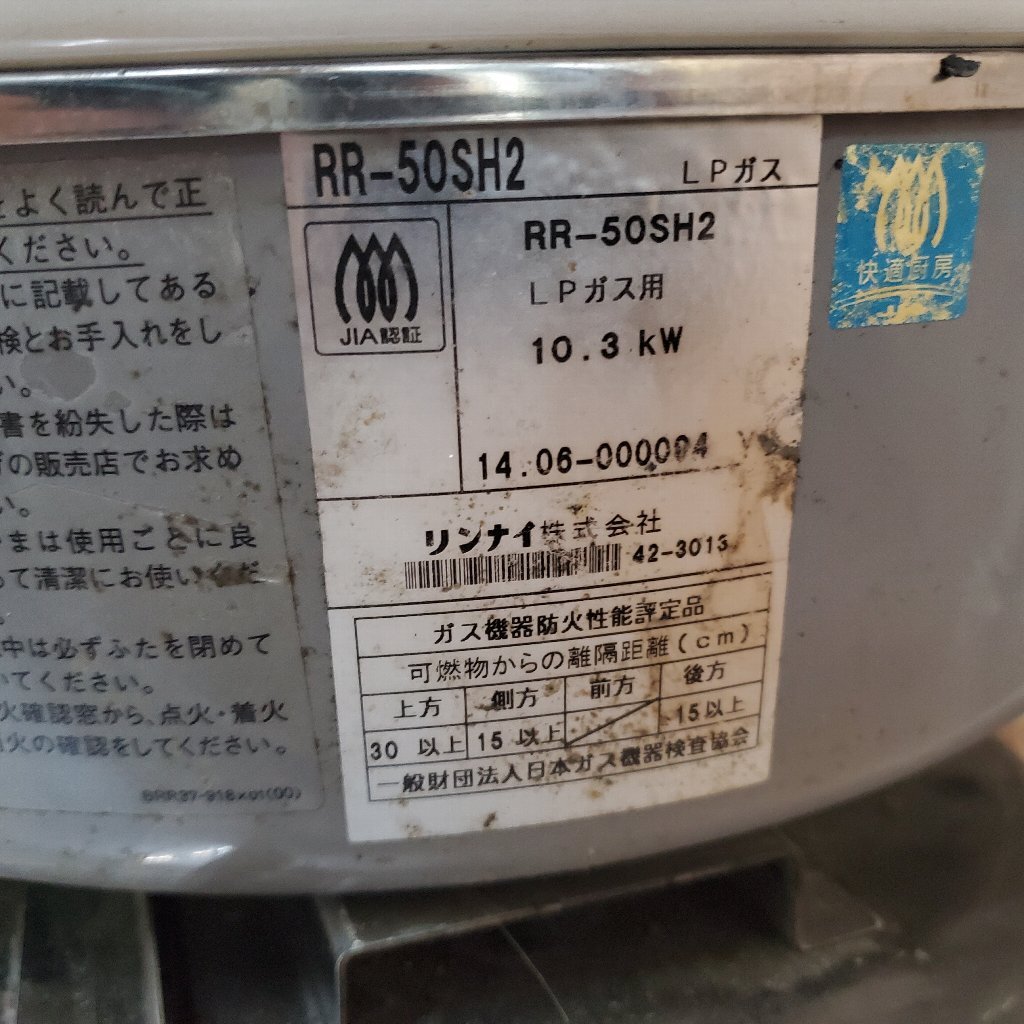 よく読んで正
ください。
に記載してある
検とお手入れをし
い。
書を紛失した際は
の販売店でお求め
い。
まは使用ごとに良
って清潔にお使いくだ
中は必ずふたを閉めて
いてください。
火確認窓から、点火・着火
火の確認をしてください。
RR-50SH2 LPガス
JIA認証
RR-50SH2
LPガス用
10.3 kW
14.06-000004
リンナイ株式会社
42-3013
ガス機器防火性能評定品
可燃物からの離隔距離(cm)
上方 側方 前方 後方
30 以上 15 以上 15以上
一般財団法人日本ガス機器検査協会
快適厨房